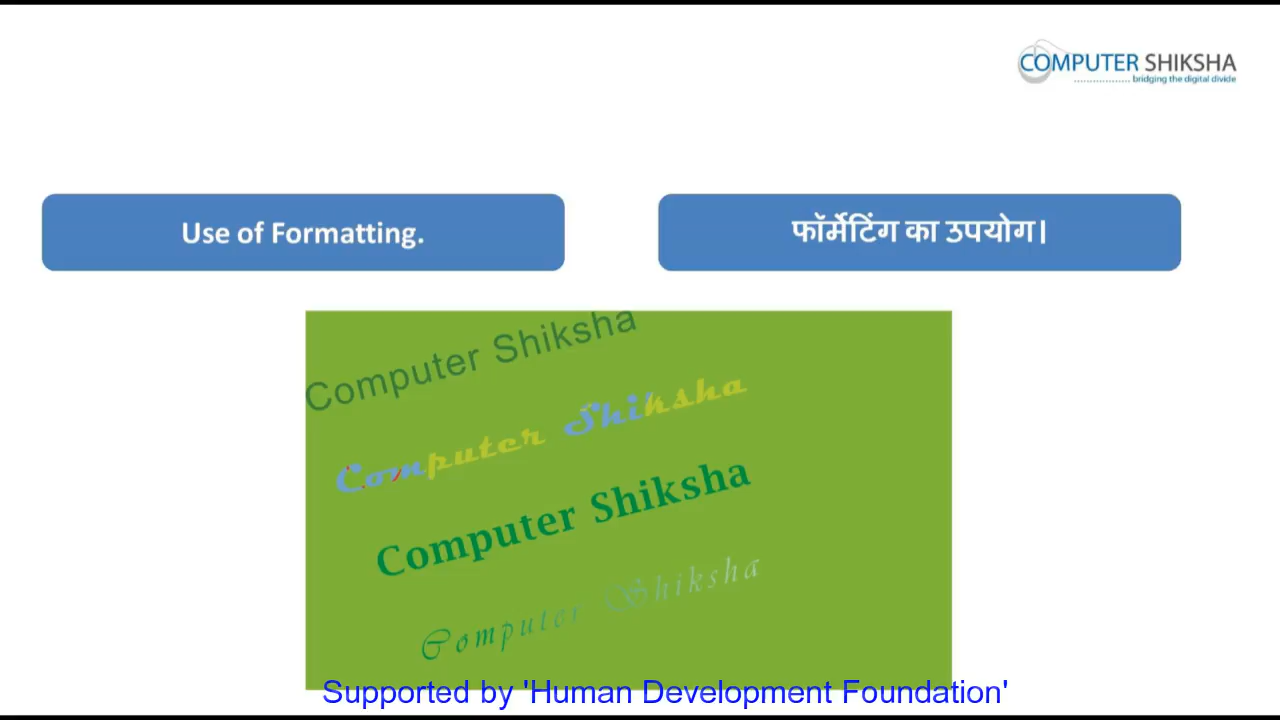 COMPUTER SHIKSHA
bridging the digital divide
Use of Formatting.
फॉर्मेटिंग का उपयोग।
Computer Shiksha
Computer Shiksha
Computer Shiksha
Computer Shiksha
Supported by 'Human Development Foundation'